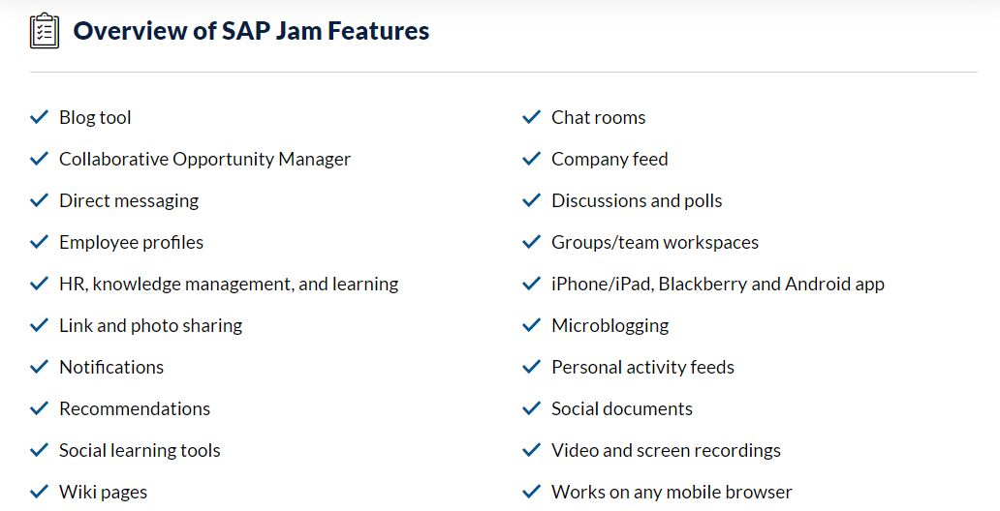 Overview of SAP Jam Features
Blog tool
Chat rooms
Collaborative Opportunity Manager
Company feed
Direct messaging
Discussions and polls
Employee profiles
Groups/team workspaces
HR, knowledge management, and learning
iPhone/iPad, Blackberry and Android app
Link and photo sharing
Microblogging
Notifications
Personal activity feeds
Recommendations
Social documents
Social learning tools
Video and screen recordings
Wiki pages
Works on any mobile browser